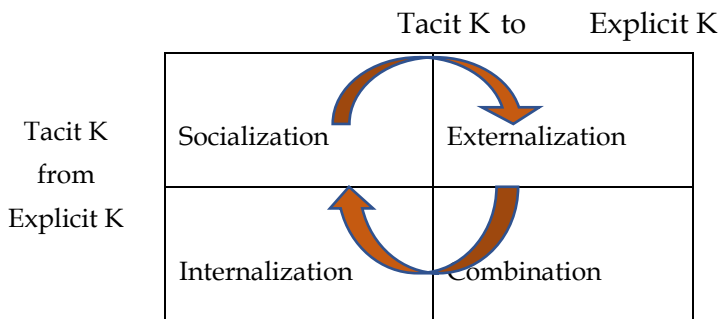 Tacit K to Explicit K
Tacit K
from
Explicit K
Socialization
Externalization
Internalization
Combination